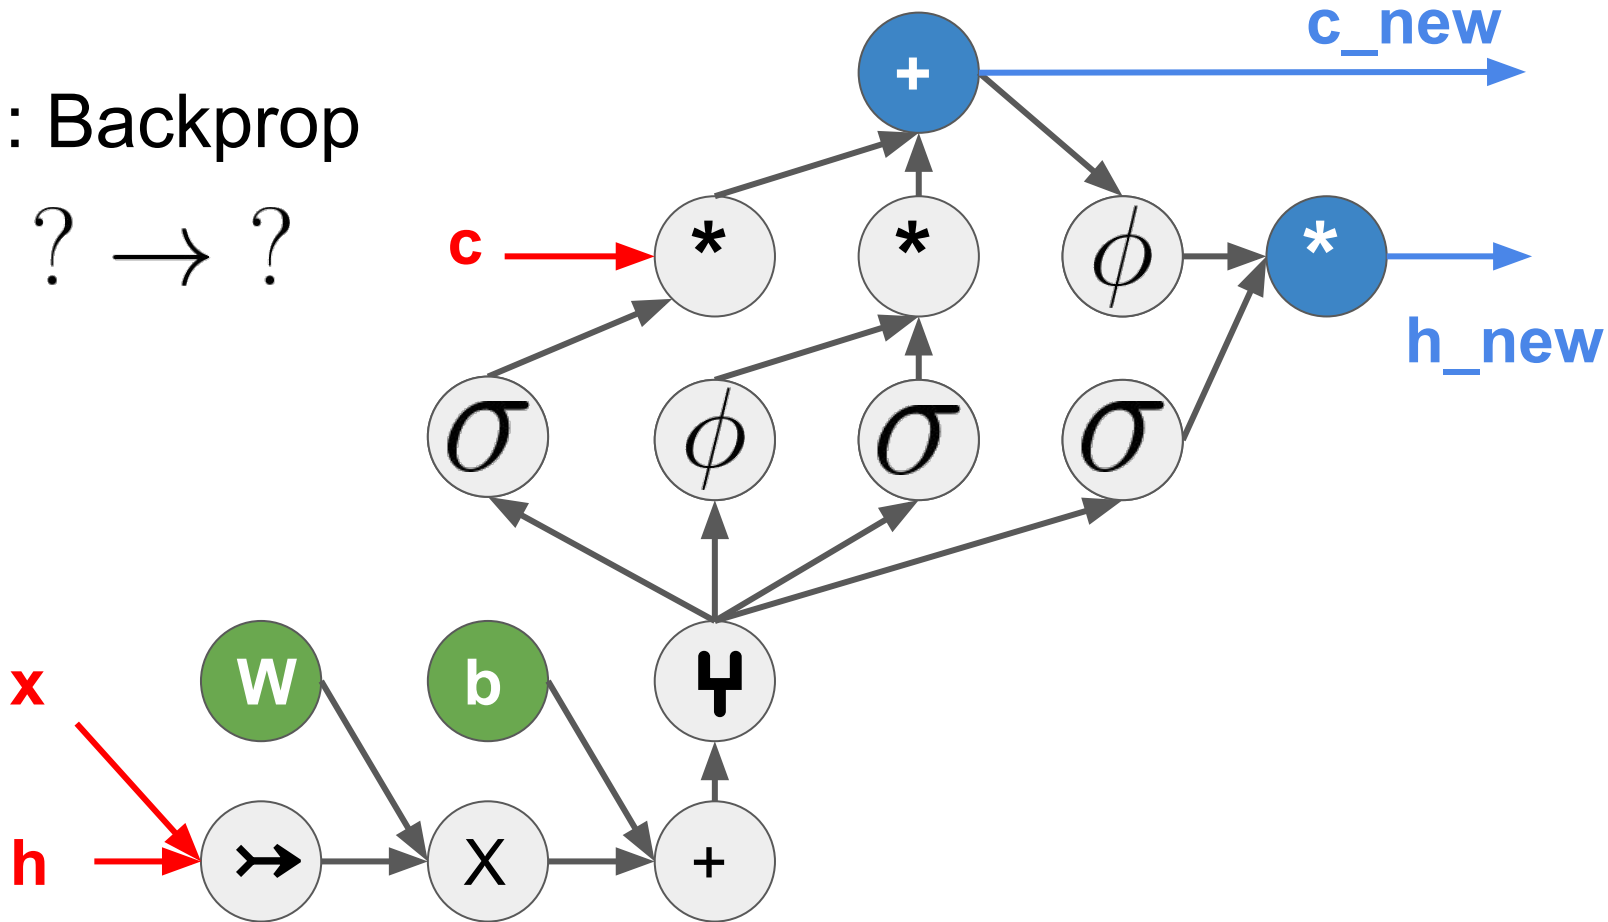 c_new
+
: Backprop
? → ?
c
*
*
ϕ
*
h_new
σ
ϕ
σ
σ
x
W
b
h
X
+